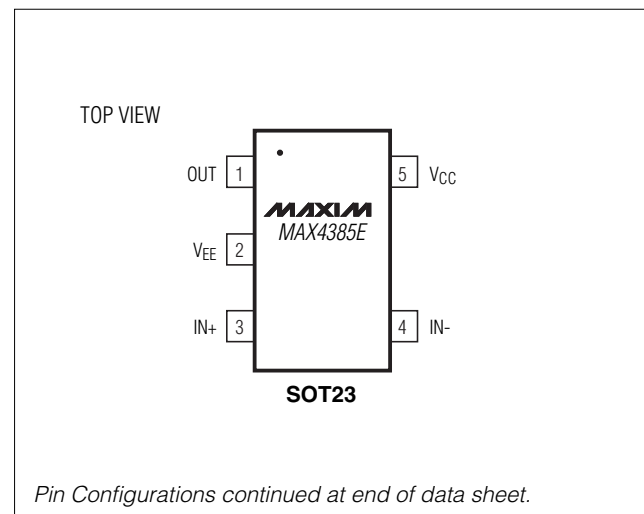 TOP VIEW
OUT 1
5 VCC
MAXIM
MAX4385E
VEE 2
IN+ 3
4 IN-
SOT23
Pin Configurations continued at end of data sheet.